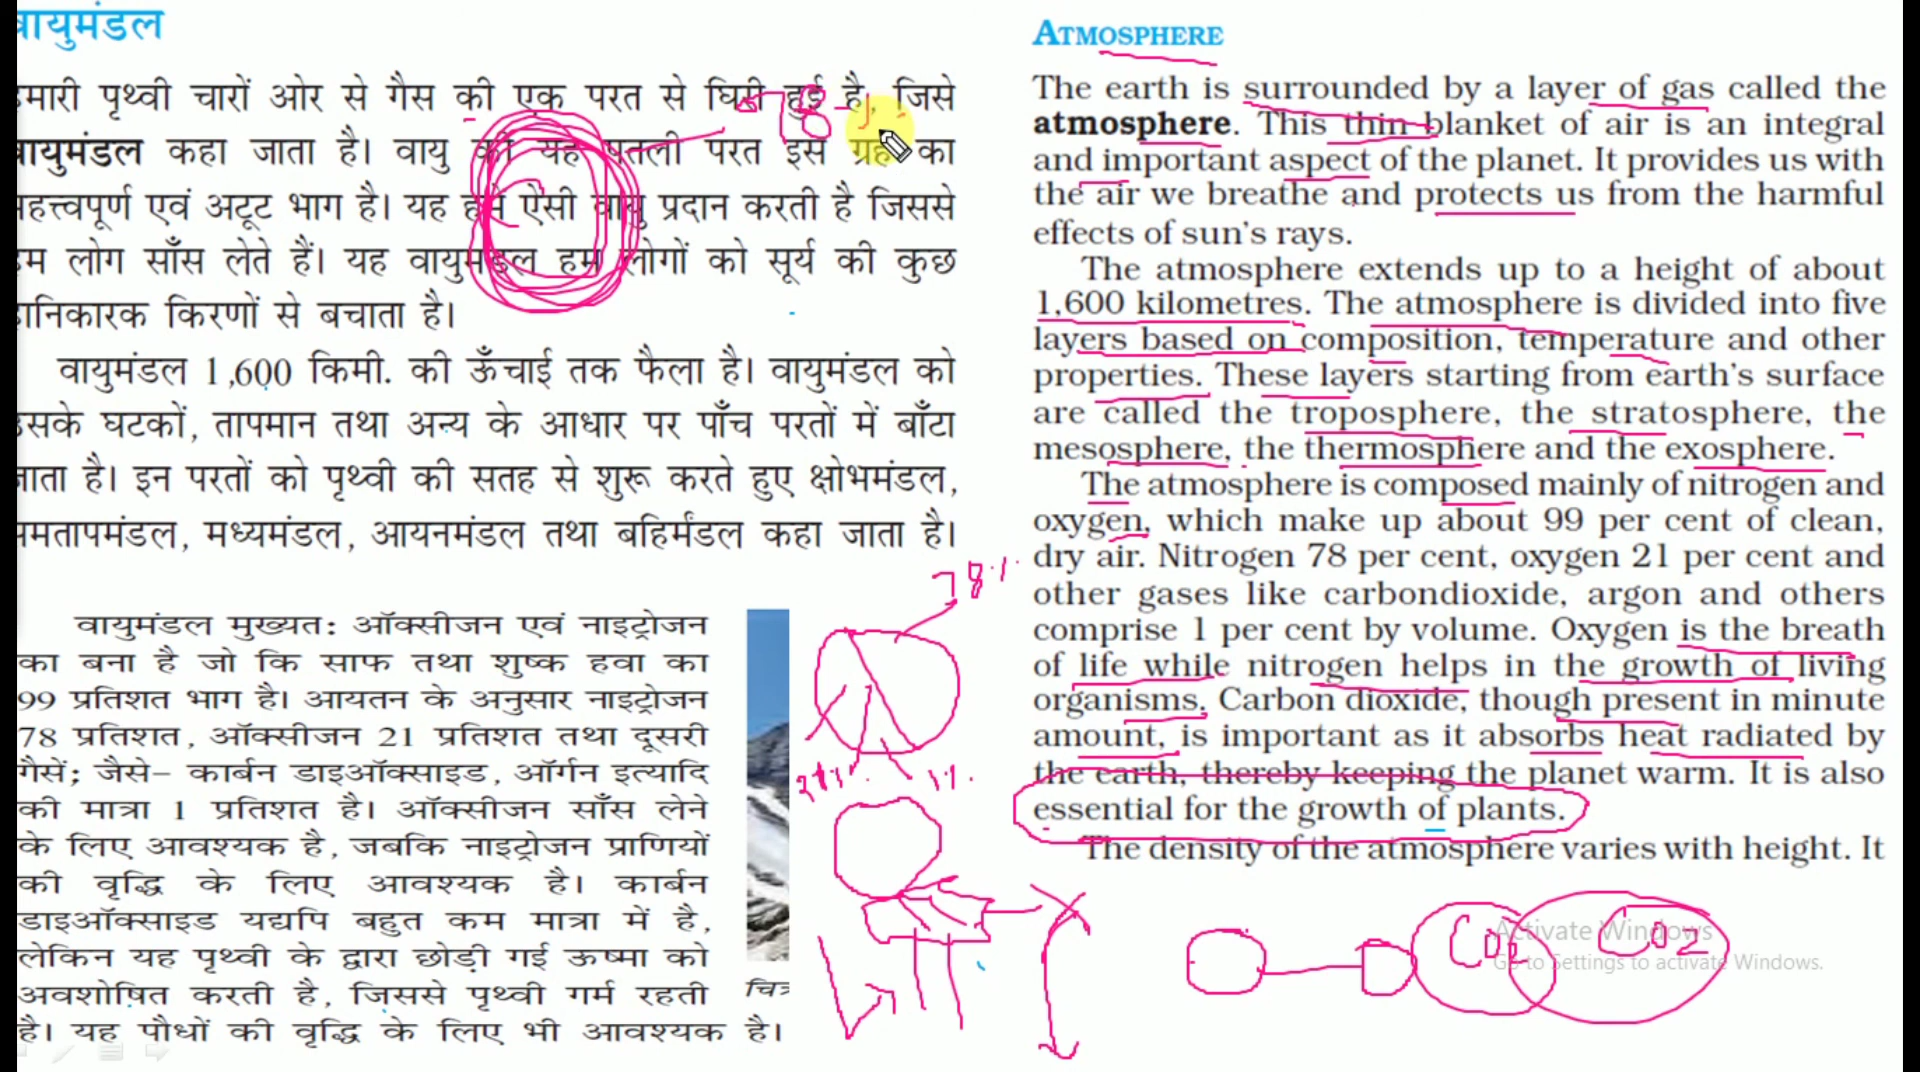 वायुमंडल
हमारी पृथ्वी चारों ओर से गैस की एक परत से घिरी हुई है, जिसे
वायुमंडल कहा जाता है। वायु की यह पतली परत इस ग्रह का
महत्त्वपूर्ण एवं अटूट भाग है। यह हमें ऐसी वायु प्रदान करती है जिससे
हम लोग साँस लेते हैं। यह वायुमंडल हम लोगों को सूर्य की कुछ
हानिकारक किरणों से बचाता है।
वायुमंडल 1,600 किमी. की ऊँचाई तक फैला है। वायुमंडल को
उसके घटकों, तापमान तथा अन्य के आधार पर पाँच परतों में बाँटा
जाता है। इन परतों को पृथ्वी की सतह से शुरू करते हुए क्षोभमंडल,
समतापमंडल, मध्यमंडल, आयनमंडल तथा बहिर्मंडल कहा जाता है।
वायुमंडल मुख्यत: ऑक्सीजन एवं नाइट्रोजन
का बना है जो कि साफ तथा शुष्क हवा का
99 प्रतिशत भाग है। आयतन के अनुसार नाइट्रोजन
78 प्रतिशत, ऑक्सीजन 21 प्रतिशत तथा दूसरी
गैसें; जैसे– कार्बन डाइऑक्साइड, ऑर्गन इत्यादि
की मात्रा 1 प्रतिशत है। ऑक्सीजन साँस लेने
के लिए आवश्यक है, जबकि नाइट्रोजन प्राणियों
की वृद्धि के लिए आवश्यक है। कार्बन
डाइऑक्साइड यद्यपि बहुत कम मात्रा में है,
लेकिन यह पृथ्वी के द्वारा छोड़ी गई ऊष्मा को
अवशोषित करती है, जिससे पृथ्वी गर्म रहती
है। यह पौधों की वृद्धि के लिए भी आवश्यक है।
78
78%
21%
1%
ATMOSPHERE
The earth is surrounded by a layer of gas called the
atmosphere. This thin blanket of air is an integral
and important aspect of the planet. It provides us with
the air we breathe and protects us from the harmful
effects of sun's rays.
The atmosphere extends up to a height of about
1,600 kilometres. The atmosphere is divided into five
layers based on composition, temperature and other
properties. These layers starting from earth's surface
are called the troposphere, the stratosphere, the
mesosphere, the thermosphere and the exosphere.
The atmosphere is composed mainly of nitrogen and
oxygen, which make up about 99 per cent of clean,
dry air. Nitrogen 78 per cent, oxygen 21 per cent and
other gases like carbondioxide, argon and others
comprise 1 per cent by volume. Oxygen is the breath
of life while nitrogen helps in the growth of living
organisms. Carbon dioxide, though present in minute
amount, is important as it absorbs heat radiated by
the earth, thereby keeping the planet warm. It is also
essential for the growth of plants.
The density of the atmosphere varies with height. It
CO2 CO2
Activate Windows
Go to Settings to activate Windows.